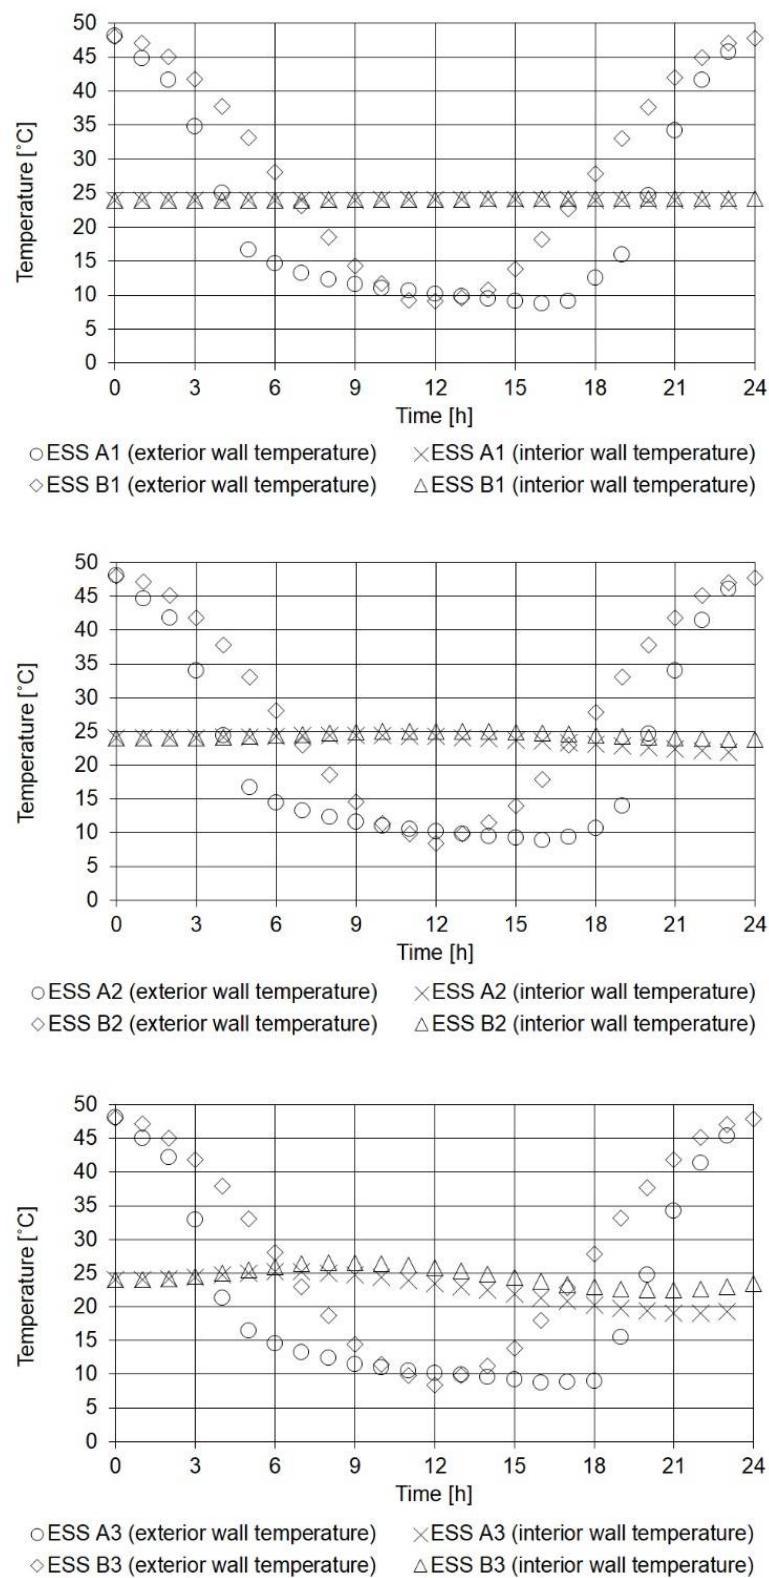 50
45
40
35
30
25
20
15
10
5
0
Temperature [˚C]
0 3 6 9 12 15 18 21 24
Time [h]
○ ESS A1 (exterior wall temperature) × ESS A1 (interior wall temperature)
◇ ESS B1 (exterior wall temperature) △ ESS B1 (interior wall temperature)
50
45
40
35
30
25
20
15
10
5
0
Temperature [˚C]
0 3 6 9 12 15 18 21 24
Time [h]
○ ESS A2 (exterior wall temperature) × ESS A2 (interior wall temperature)
◇ ESS B2 (exterior wall temperature) △ ESS B2 (interior wall temperature)
50
45
40
35
30
25
20
15
10
5
0
Temperature [˚C]
0 3 6 9 12 15 18 21 24
Time [h]
○ ESS A3 (exterior wall temperature) × ESS A3 (interior wall temperature)
◇ ESS B3 (exterior wall temperature) △ ESS B3 (interior wall temperature)